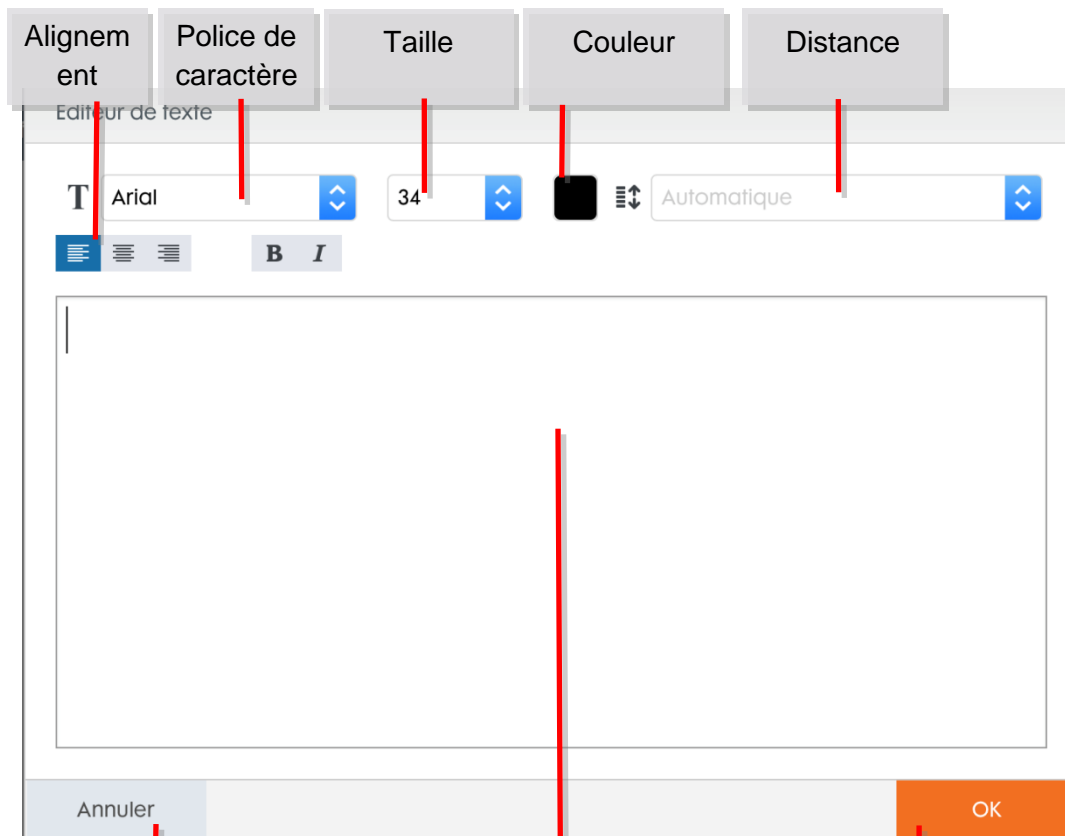 Alignem
ent
Police de
caractère
Taille
Couleur
Distance
Editeur de texte
T Arial 34 Automatique
B I
Annuler OK